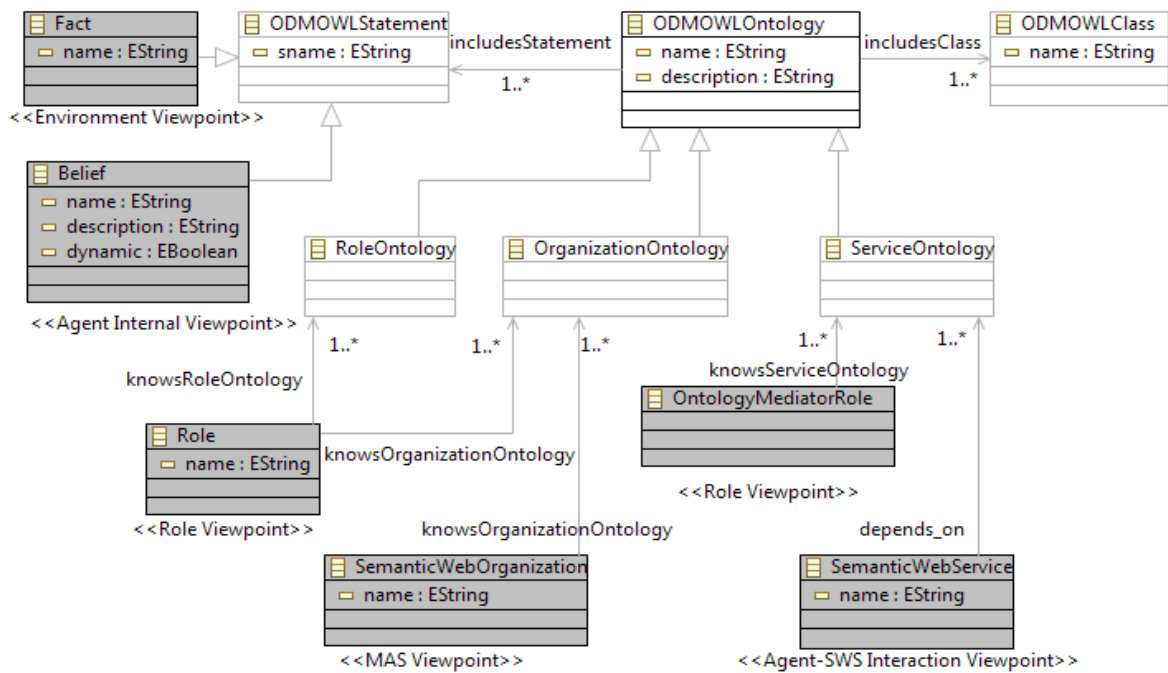 Fact
name : EString
<<Environment Viewpoint>>
ODMOWLStatement
sname : EString
includesStatement
1..*
ODMOWLOntology
name : EString
description : EString
includesClass
1..*
ODMOWLClass
name : EString
Belief
name : EString
description : EString
dynamic : EBoolean
<<Agent Internal Viewpoint>>
RoleOntology
OrganizationOntology
ServiceOntology
1..*
1..*
1..*
1..*
1..*
knowsRoleOntology
knowsServiceOntology
OntologyMediatorRole
<<Role Viewpoint>>
Role
name : EString
<<Role Viewpoint>>
knowsOrganizationOntology
knowsOrganizationOntology
depends_on
SemanticWebOrganization
name : EString
<<MAS Viewpoint>>
SemanticWebService
name : EString
<<Agent-SWS Interaction Viewpoint>>